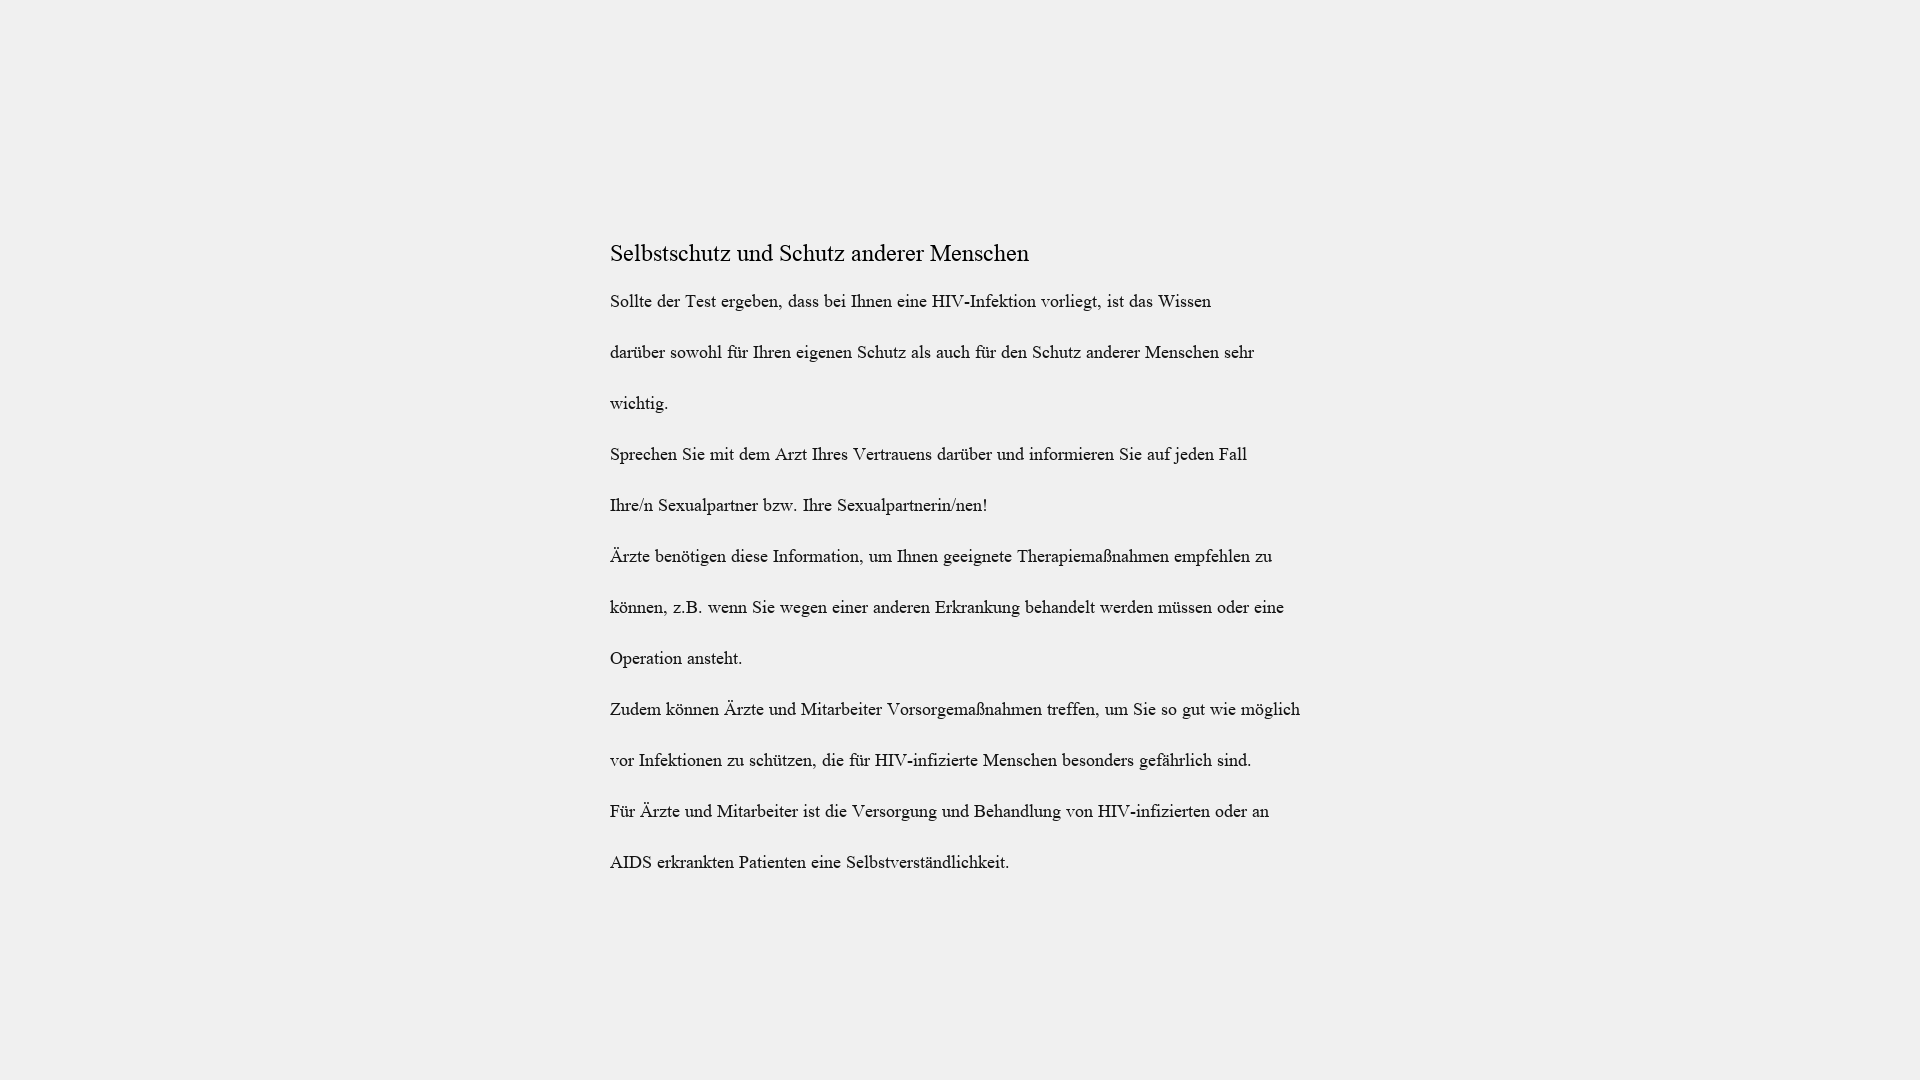 Selbstschutz und Schutz anderer Menschen
Sollte der Test ergeben, dass bei Ihnen eine HIV-Infektion vorliegt, ist das Wissen
darüber sowohl für Ihren eigenen Schutz als auch für den Schutz anderer Menschen sehr
wichtig.
Sprechen Sie mit dem Arzt Ihres Vertrauens darüber und informieren Sie auf jeden Fall
Ihre/n Sexualpartner bzw. Ihre Sexualpartnerin/nen!
Ärzte benötigen diese Information, um Ihnen geeignete Therapiemaßnahmen empfehlen zu
können, z.B. wenn Sie wegen einer anderen Erkrankung behandelt werden müssen oder eine
Operation ansteht.
Zudem können Ärzte und Mitarbeiter Vorsorgemaßnahmen treffen, um Sie so gut wie möglich
vor Infektionen zu schützen, die für HIV-infizierte Menschen besonders gefährlich sind.
Für Ärzte und Mitarbeiter ist die Versorgung und Behandlung von HIV-infizierten oder an
AIDS erkrankten Patienten eine Selbstverständlichkeit.